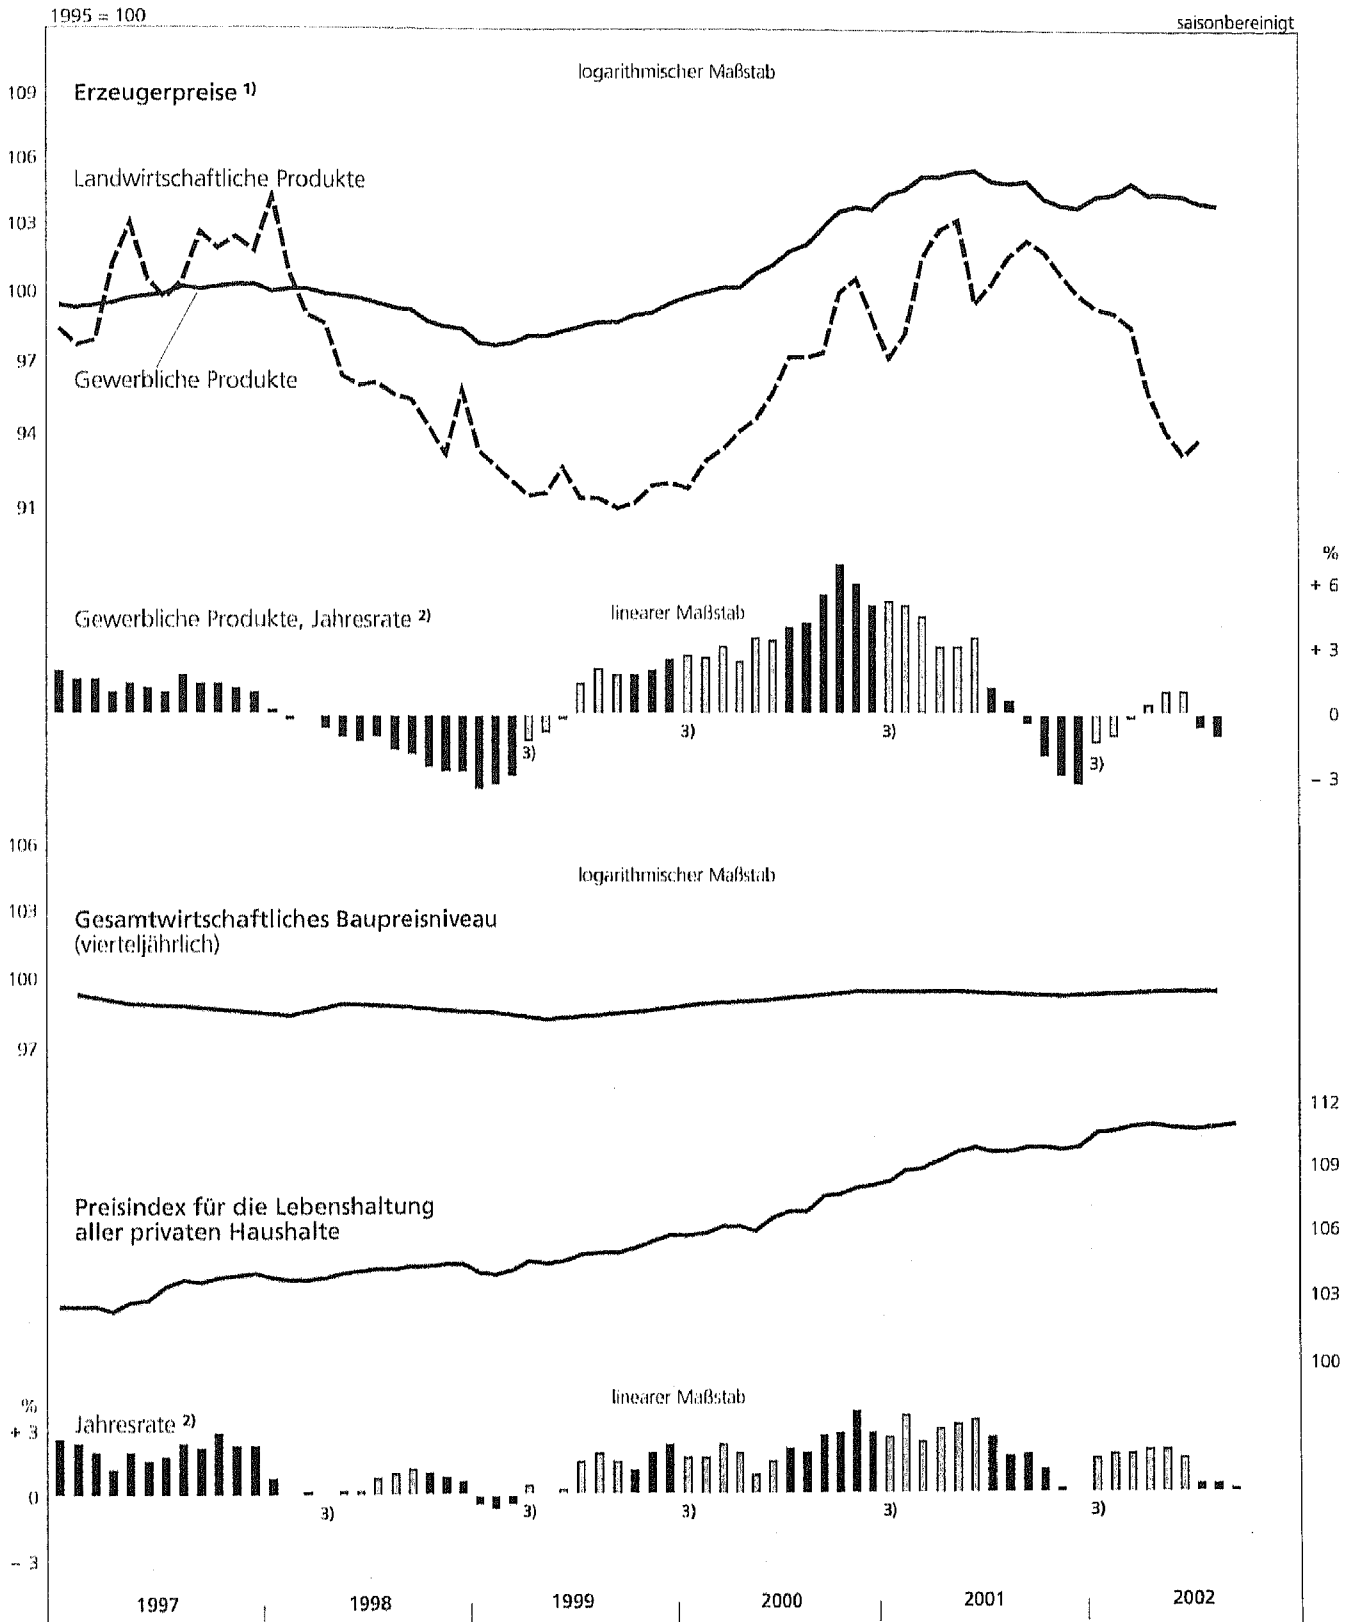 1995 = 100
saisonbereinigt
logarithmischer Maßstab
109
Erzeugerpreise 1)
106
Landwirtschaftliche Produkte
103
100
97
Gewerbliche Produkte
94
91
%
+ 6
Gewerbliche Produkte, Jahresrate 2)
linearer Maßstab
+ 3
0
3)
3)
3)
3)
– 3
106
logarithmischer Maßstab
103
Gesamtwirtschaftliches Baupreisniveau
(vierteljährlich)
100
97
112
109
Preisindex für die Lebenshaltung
aller privaten Haushalte
106
103
100
linearer Maßstab
%
Jahresrate 2)
+ 3
0
3)
3)
3)
3)
3)
– 3
1997
1998
1999
2000
2001
2002